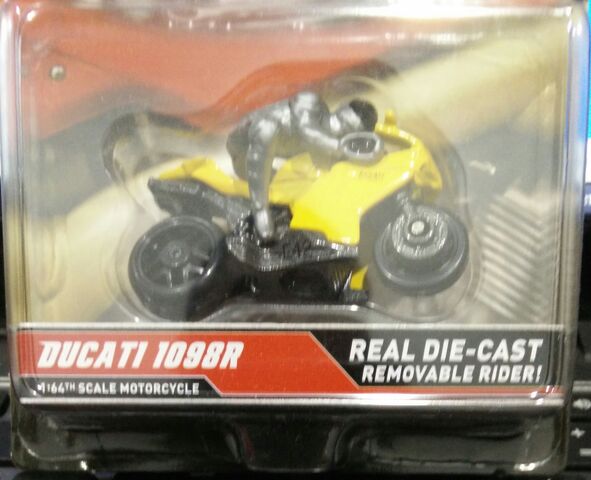 DUCATI 1098R
1:64TH SCALE MOTORCYCLE
REAL DIE-CAST
REMOVABLE RIDER!